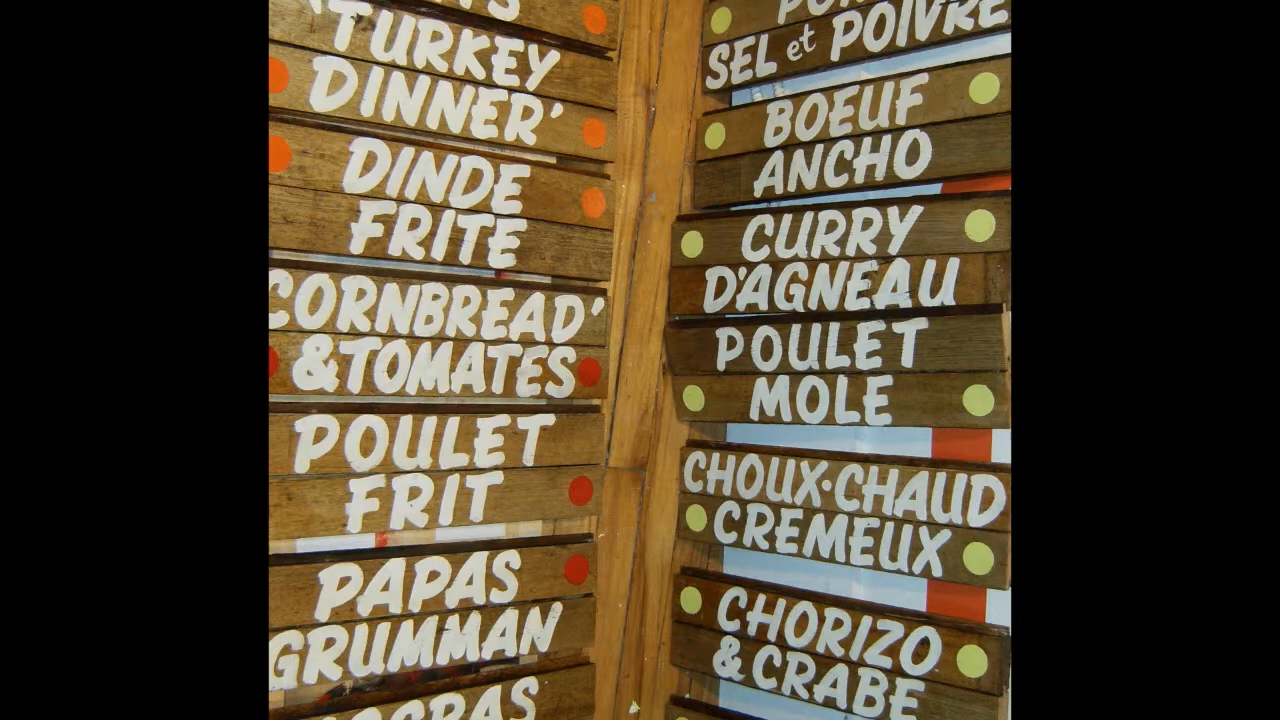 TURKEY
DINNER'
DINDE
FRITE
CORNBREAD'
&TOMATES
POULET
FRIT
PAPAS
GRUMMAN
SEL et POIVRE
BOEUF
ANCHO
CURRY
D'AGNEAU
POULET
MOLE
CHOUX·CHAUD
CREMEUX
CHORIZO
& CRABE